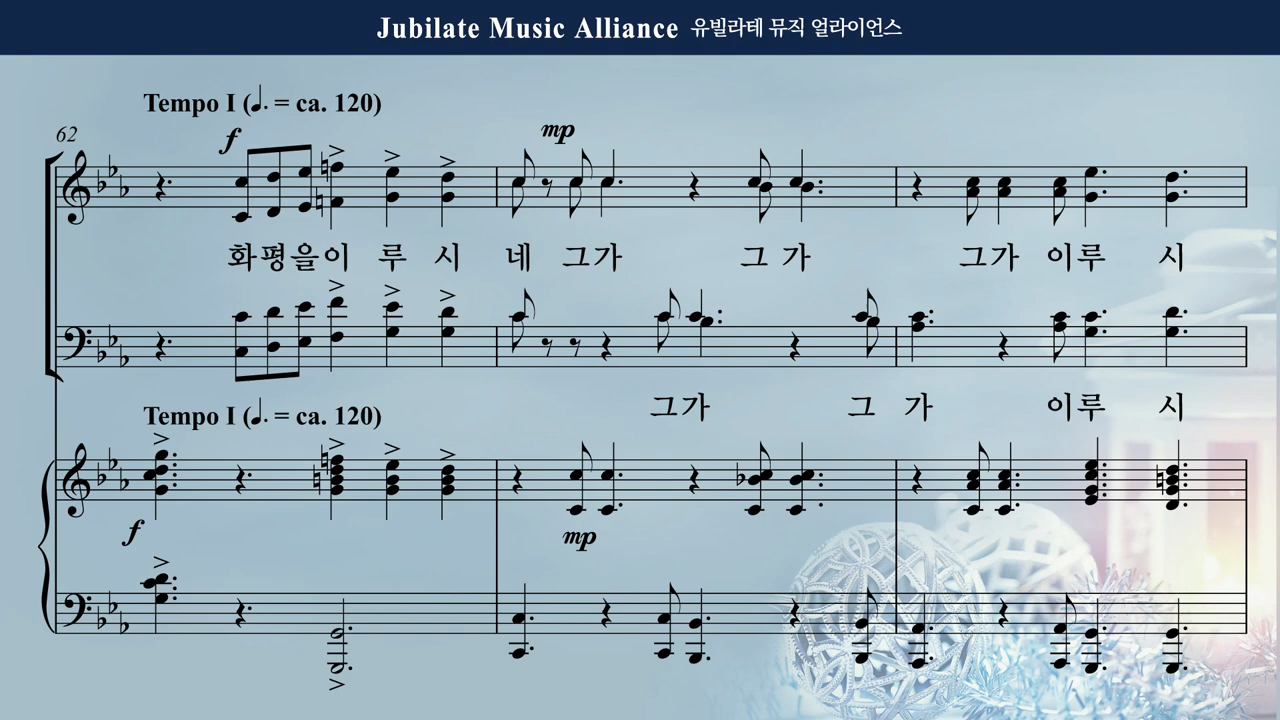 Jubilate Music Alliance 유빌라테 뮤직 얼라이언스
Tempo I (♩. = ca. 120)
62
f
mp
화평을이 루 시 네 그가 그 가 그가 이루 시
그가 그 가 이루 시
Tempo I (♩. = ca. 120)
f
mp